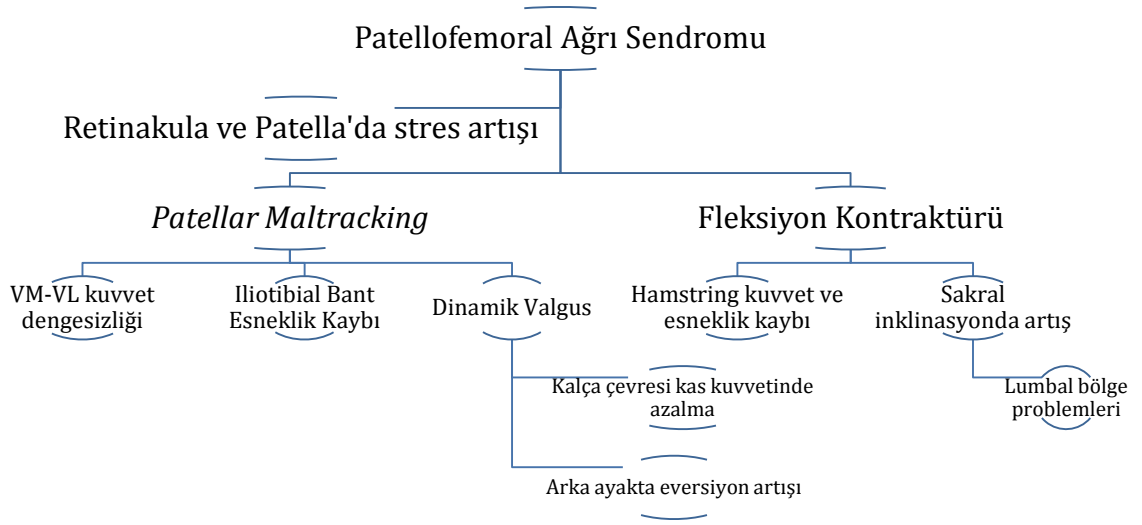 Patellofemoral Ağrı Sendromu
Retinakula ve Patella'da stres artışı
Patellar Maltracking
Fleksiyon Kontraktürü
VM-VL kuvvet
dengesizliği
Iliotibial Bant
Esneklik Kaybı
Dinamik Valgus
Hamstring kuvvet ve
esneklik kaybı
Sakral
inklinasyonda artış
Kalça çevresi kas kuvvetinde
azalma
Lumbal bölge
problemleri
Arka ayakta eversiyon artışı